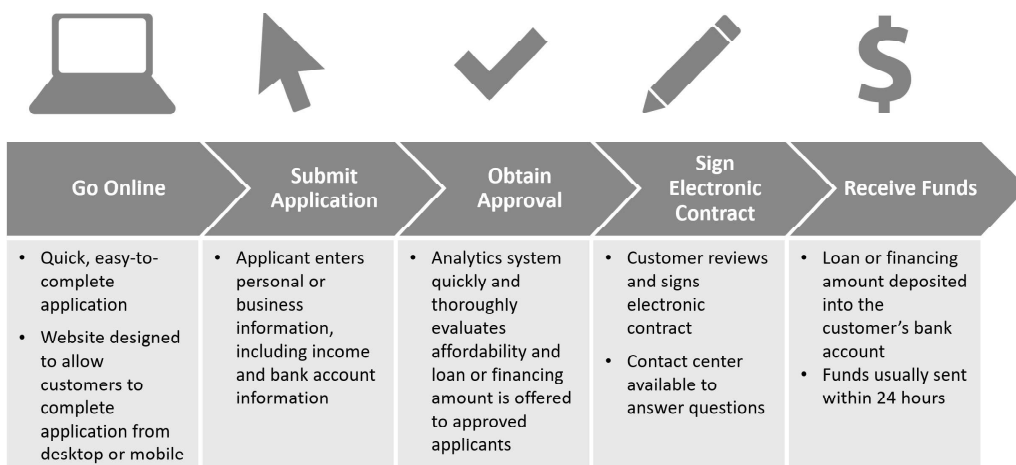 Go Online
Submit
Application
Obtain
Approval
Sign
Electronic
Contract
Receive Funds
• Quick, easy-to-
complete
application
• Website designed
to allow
customers to
complete
application from
desktop or mobile
• Applicant enters
personal or
business
information,
including income
and bank account
information
• Analytics system
quickly and
thoroughly
evaluates
affordability and
loan or financing
amount is offered
to approved
applicants
• Customer reviews
and signs
electronic
contract
• Contact center
available to
answer questions
• Loan or financing
amount deposited
into the
customer’s bank
account
• Funds usually sent
within 24 hours